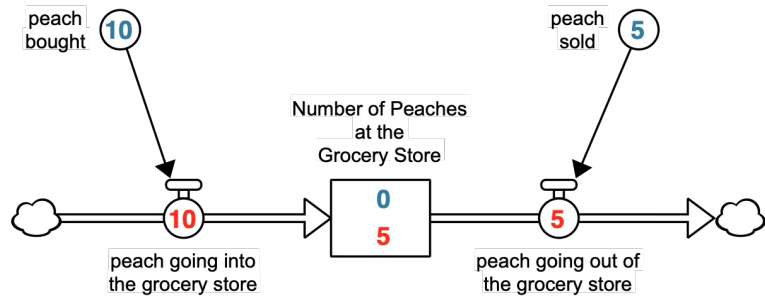 peach
bought
10
peach
sold
5
Number of Peaches
at the
Grocery Store
0
5
10
5
peach going into
the grocery store
peach going out of
the grocery store